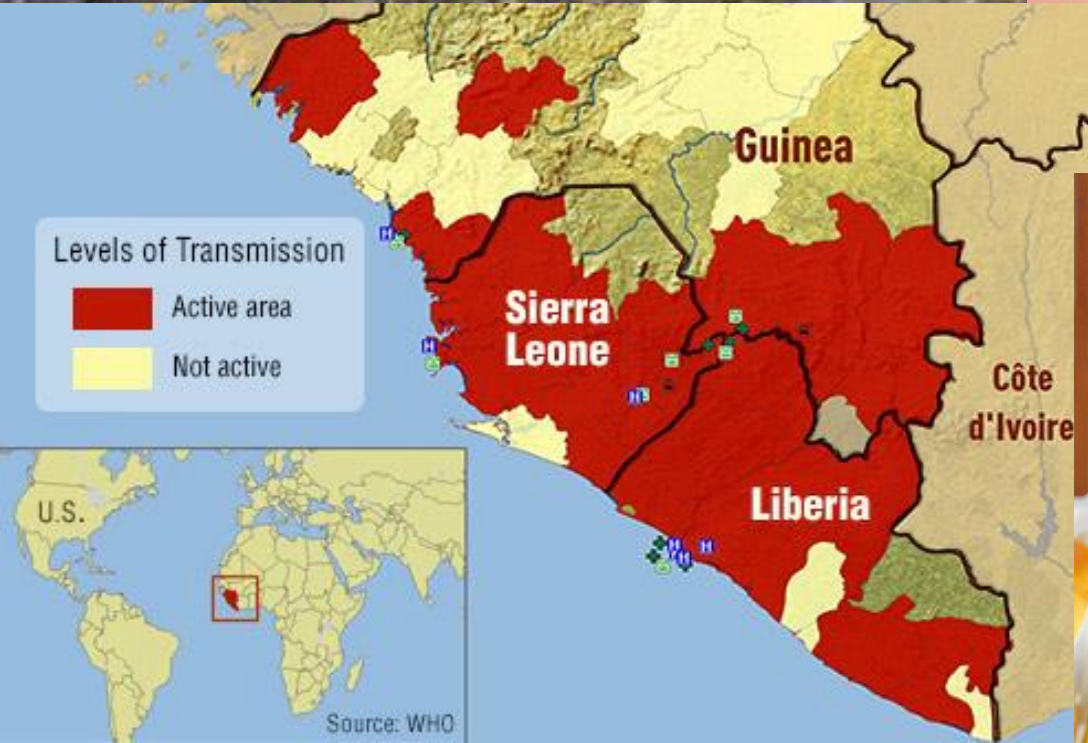 Guinea
Levels of Transmission
Active area
Not active
Sierra
Leone
Côte
d'Ivoire
Liberia
U.S.
Source: WHO
H
H
H
H
H
H